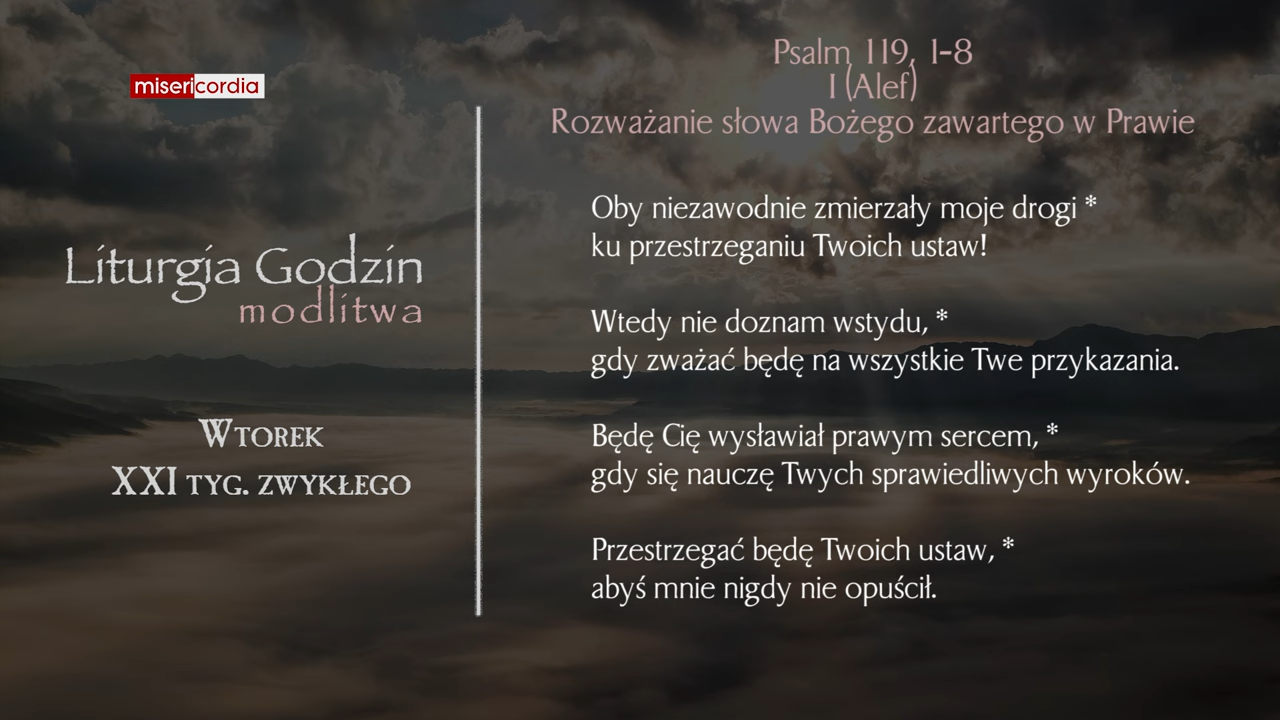 misericordia
Liturgia Godzin
modlitwa
Wtorek
XXI tyg. zwykłego
Psalm 119, 1-8
I (Alef)
Rozważanie słowa Bożego zawartego w Prawie
Oby niezawodnie zmierzały moje drogi *
ku przestrzeganiu Twoich ustaw!
Wtedy nie doznam wstydu, *
gdy zważać będę na wszystkie Twe przykazania.
Będę Cię wysławiał prawym sercem, *
gdy się nauczę Twych sprawiedliwych wyroków.
Przestrzegać będę Twoich ustaw, *
abyś mnie nigdy nie opuścił.